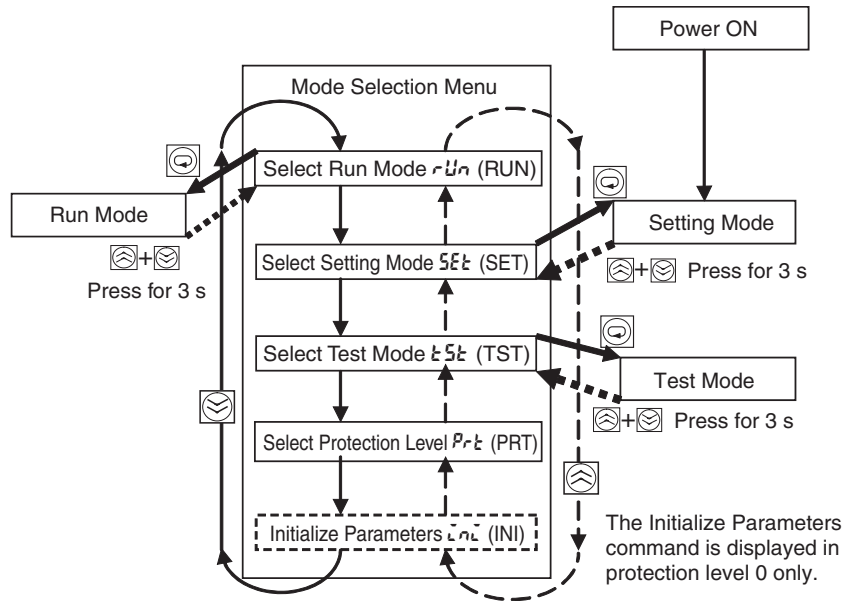 Power ON
Mode Selection Menu
Select Run Mode rUn (RUN)
Run Mode
Setting Mode
Select Setting Mode SEt (SET)
+
Press for 3 s
+ Press for 3 s
Select Test Mode tSt (TST)
Test Mode
+ Press for 3 s
Select Protection Level Prt (PRT)
Initialize Parameters ini (INI)
The Initialize Parameters
command is displayed in
protection level 0 only.